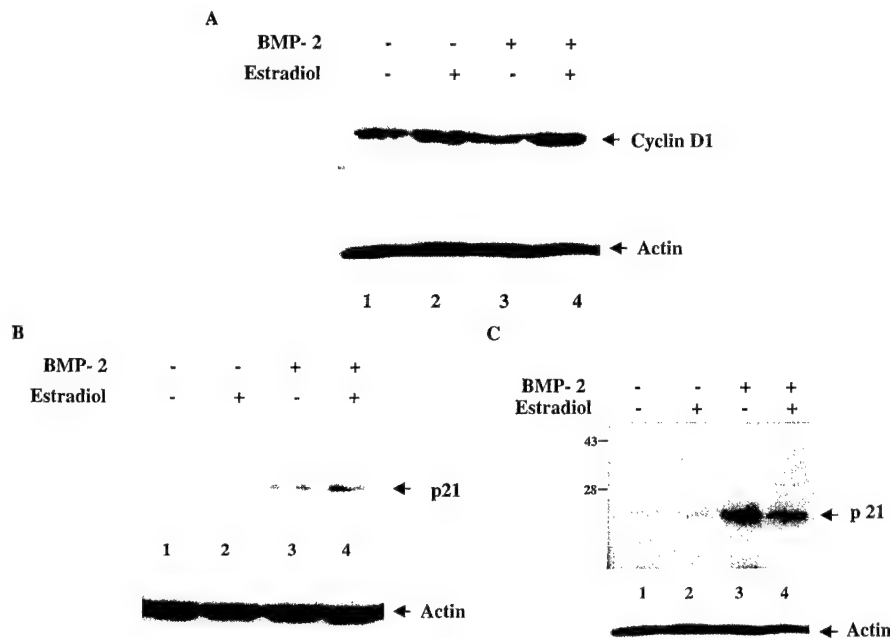 A
BMP- 2 - - + +
Estradiol - + - +
Cyclin D1
Actin
1 2 3 4
B
BMP- 2 - - + +
Estradiol - + - +
p21
1 2 3 4
Actin
C
BMP- 2 - - + +
Estradiol - + - +
43
28
p 21
1 2 3 4
Actin